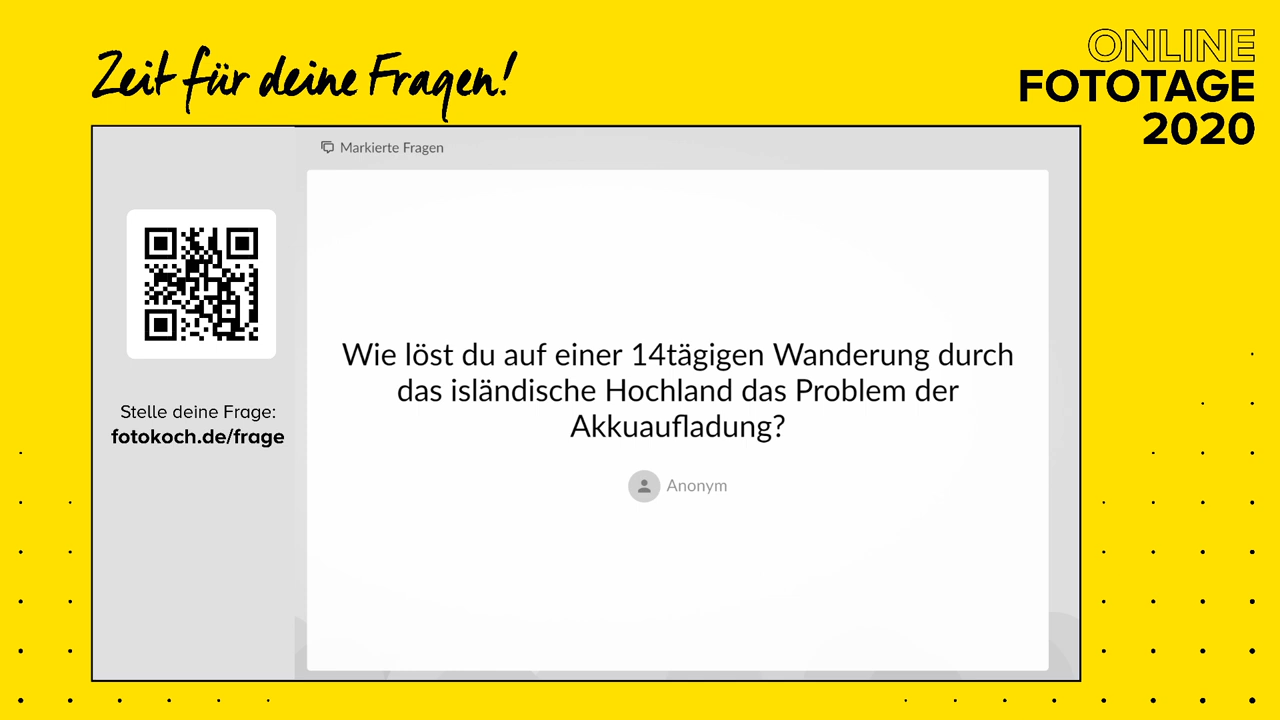 Zeit für deine Fragen!
ONLINE
FOTOTAGE
2020
Markierte Fragen
Wie löst du auf einer 14tägigen Wanderung durch
das isländische Hochland das Problem der
Akkuaufladung?
Anonym
Stelle deine Frage:
fotokoch.de/frage